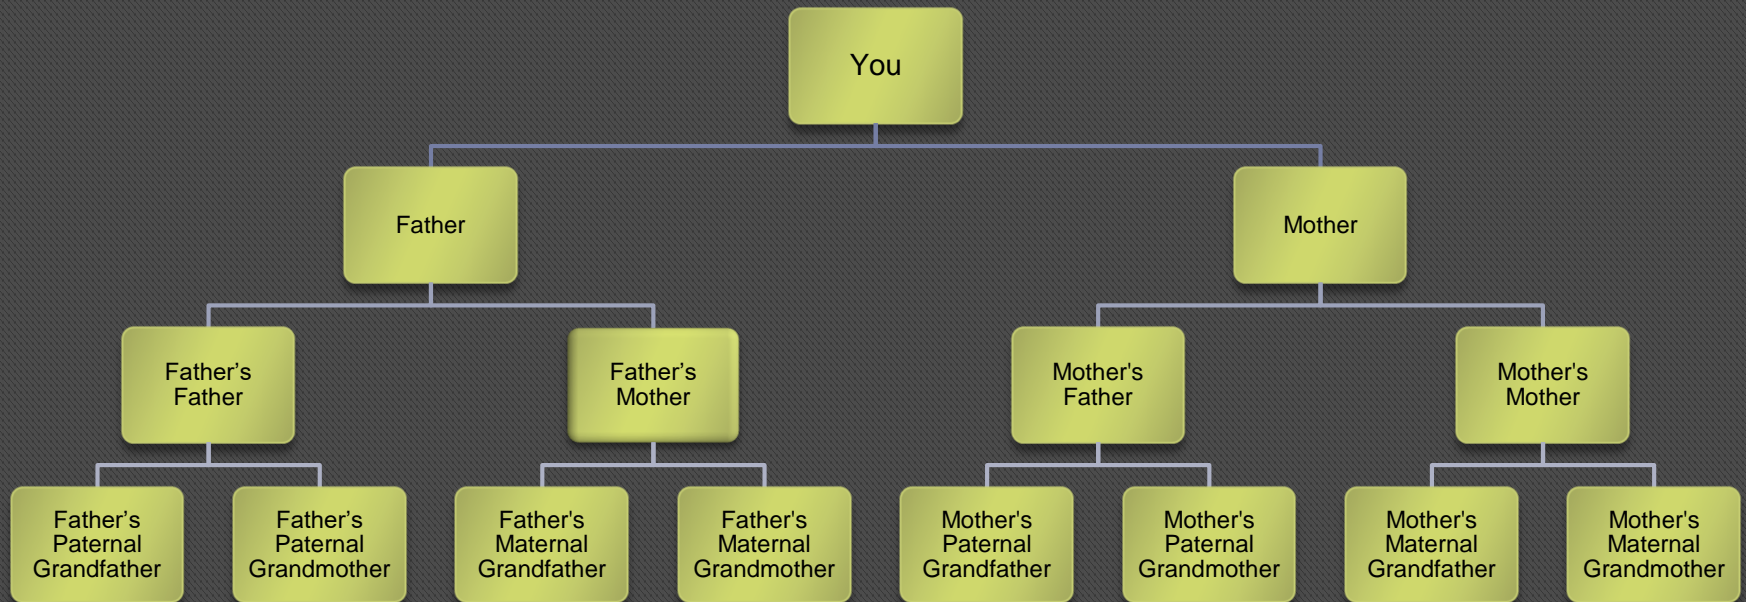 You
Father
Mother
Father’s
Father
Father’s
Mother
Mother's
Father
Mother's
Mother
Father’s
Paternal
Grandfather
Father’s
Paternal
Grandmother
Father's
Maternal
Grandfather
Father's
Maternal
Grandmother
Mother's
Paternal
Grandfather
Mother's
Paternal
Grandmother
Mother's
Maternal
Grandfather
Mother's
Maternal
Grandmother